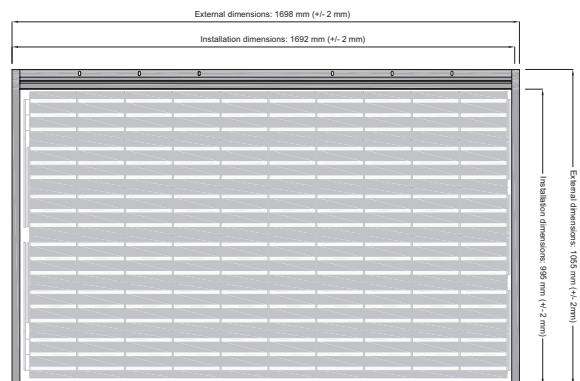 External dimensions: 1698 mm (+/- 2 mm)
Installation dimensions: 1692 mm (+/- 2 mm)
Installation dimensions: 995 mm (+/- 2 mm)
External dimensions: 1055 mm (+/- 2mm)